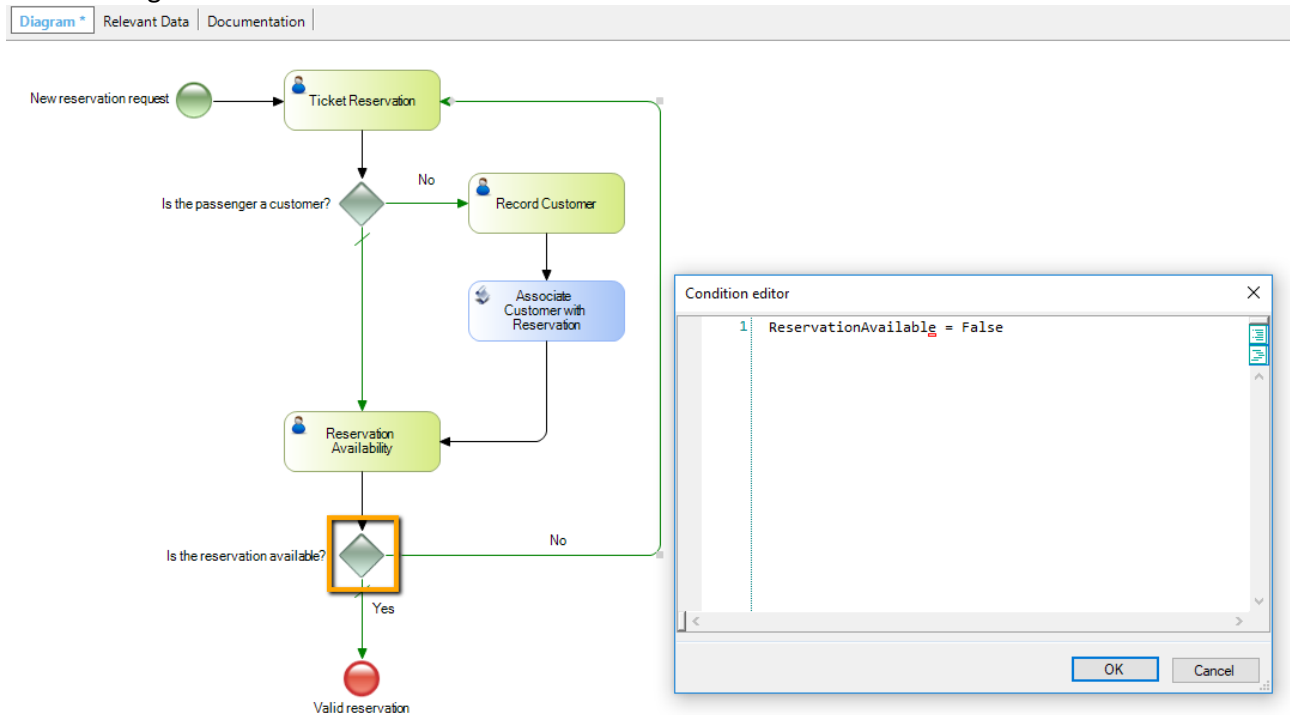 Diagram *
Relevant Data
Documentation
New reservation request
Ticket Reservation
Is the passenger a customer?
No
Record Customer
Associate
Customer with
Reservation
Reservation
Availability
Is the reservation available?
No
Yes
Valid reservation
Condition editor
1 ReservationAvailable = False
OK
Cancel